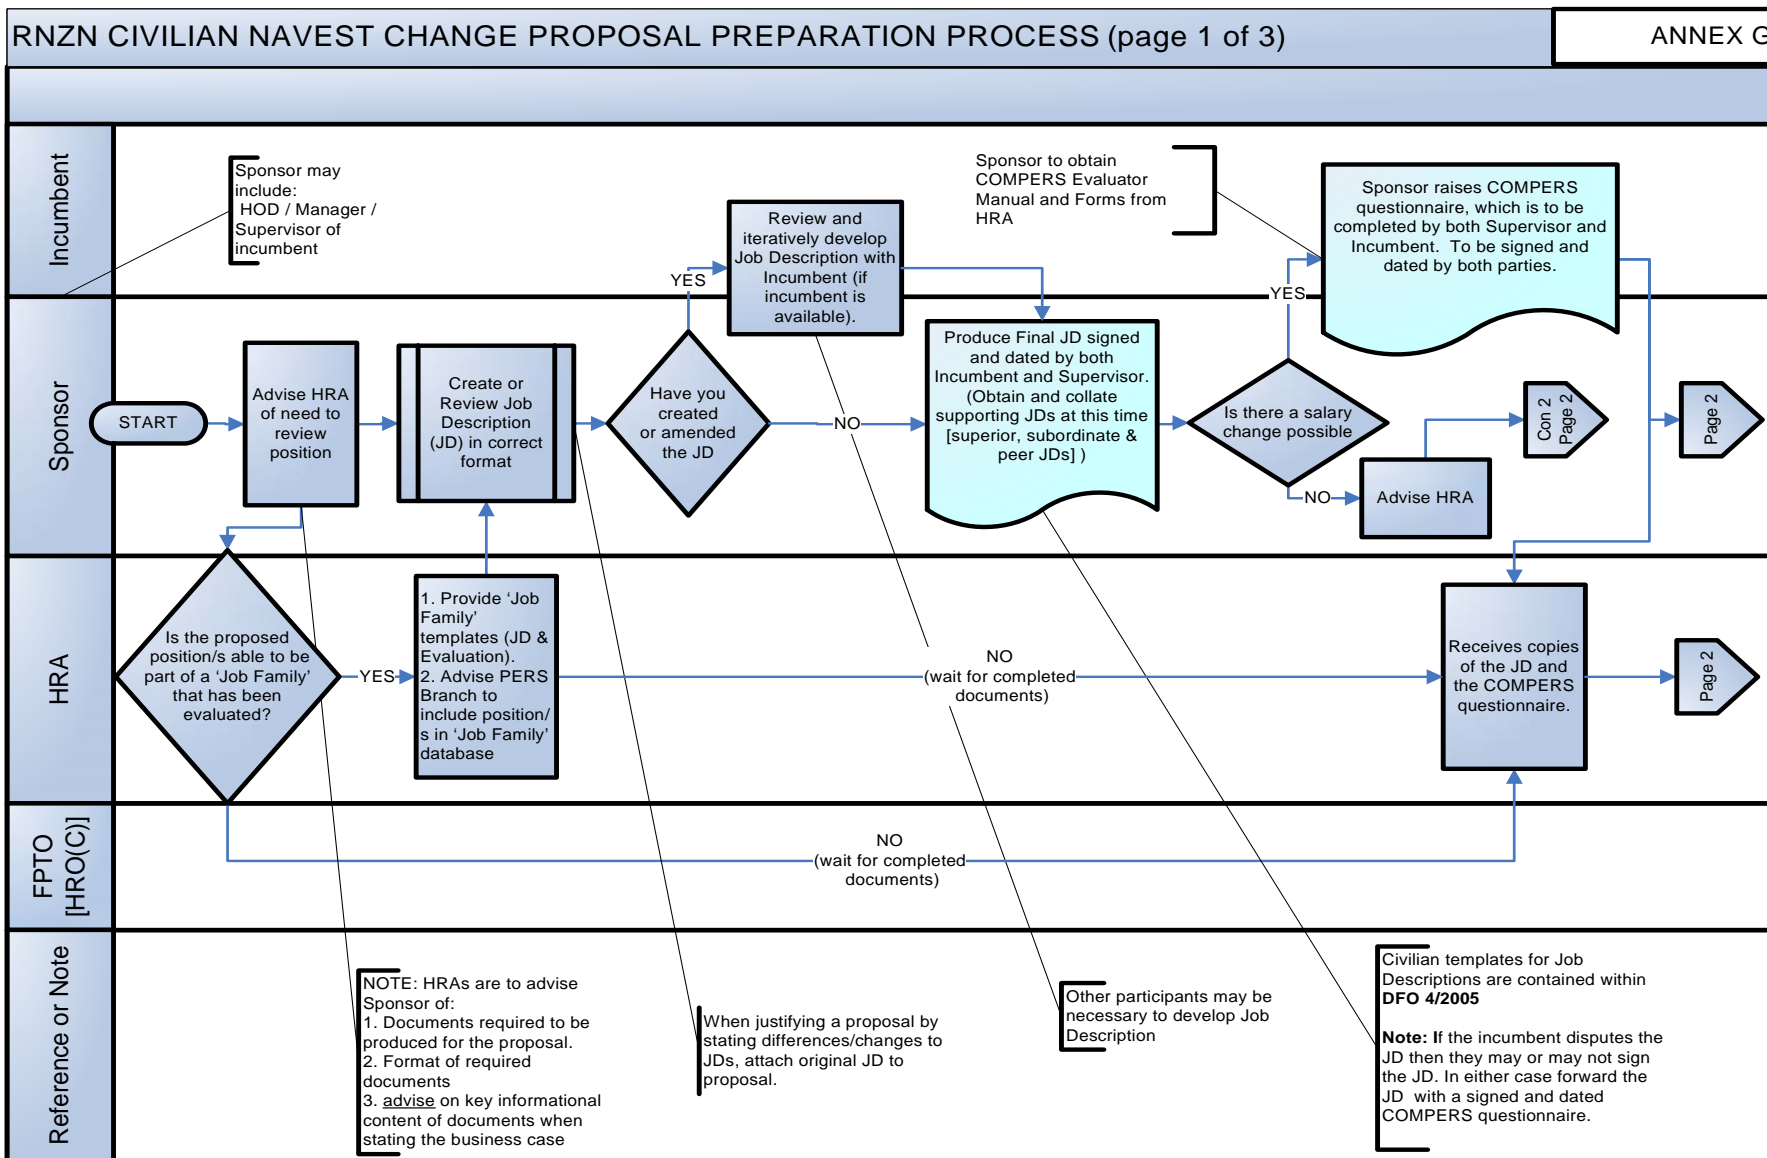 RNZN CIVILIAN NAVEST CHANGE PROPOSAL PREPARATION PROCESS (page 1 of 3)
ANNEX G
Incumbent
Sponsor may
include:
HOD / Manager /
Supervisor of
incumbent
Review and
iteratively develop
Job Description with
Incumbent (if
incumbent is
available).
Sponsor to obtain
COMPERS Evaluator
Manual and Forms from
HRA
Sponsor raises COMPERS
questionnaire, which is to be
completed by both Supervisor and
Incumbent. To be signed and
dated by both parties.
YES
YES
Sponsor
START
Advise HRA
of need to
review
position
Create or
Review Job
Description
(JD) in correct
format
Have you
created
or amended
the JD
NO
Produce Final JD signed
and dated by both
Incumbent and Supervisor.
(Obtain and collate
supporting JDs at this time
[superior, subordinate &
peer JDs] )
Is there a salary
change possible
NO
Advise HRA
Con 2
Page 2
Page 2
HRA
Is the proposed
position/s able to be
part of a ‘Job Family’
that has been
evaluated?
YES
1. Provide ‘Job
Family’
templates (JD &
Evaluation).
2. Advise PERS
Branch to
include position/
s in ‘Job Family’
database
NO
(wait for completed
documents)
Receives copies
of the JD and
the COMPERS
questionnaire.
Page 2
FPTO
[HRO(C)]
NO
(wait for completed
documents)
Reference or Note
NOTE: HRAs are to advise
Sponsor of:
1. Documents required to be
produced for the proposal.
2. Format of required
documents
3. advise on key informational
content of documents when
stating the business case
When justifying a proposal by
stating differences/changes to
JDs, attach original JD to
proposal.
Other participants may be
necessary to develop Job
Description
Civilian templates for Job
Descriptions are contained within
DFO 4/2005
Note: If the incumbent disputes the
JD then they may or may not sign
the JD. In either case forward the
JD with a signed and dated
COMPERS questionnaire.